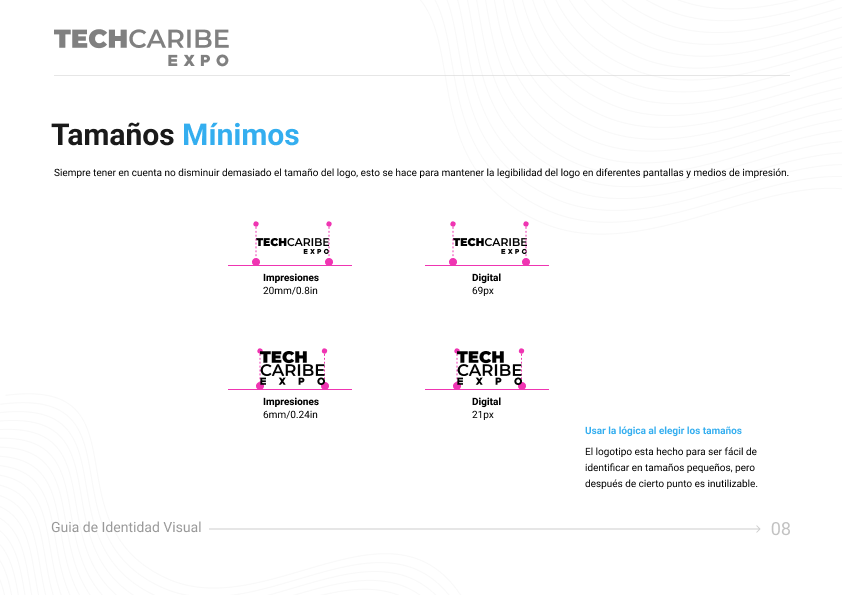 TECHCARIBE
EXPO
Tamaños Mínimos
Siempre tener en cuenta no disminuir demasiado el tamaño del logo, esto se hace para mantener la legibilidad del logo en diferentes pantallas y medios de impresión.
TECHCARIBE
EXPO
Impresiones
20mm/0.8in
TECHCARIBE
EXPO
Digital
69px
TECH
CARIBE
EXPO
Impresiones
6mm/0.24in
TECH
CARIBE
EXPO
Digital
21px
Usar la lógica al elegir los tamaños
El logotipo esta hecho para ser fácil de
identificar en tamaños pequeños, pero
después de cierto punto es inutilizable.
Guia de Identidad Visual
08